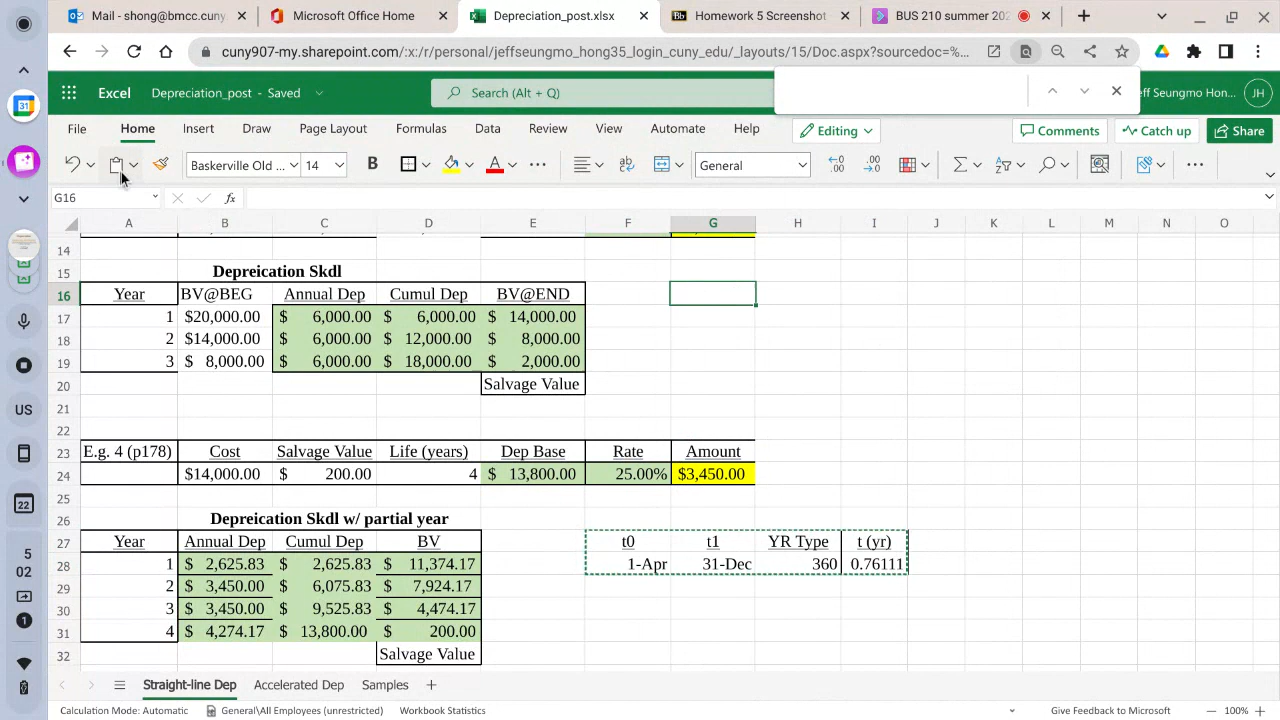 Mail - shong@bmcc.cuny
Microsoft Office Home
Depreciation_post.xlsx
Homework 5 Screenshot
BUS 210 summer 202
cuny907-my.sharepoint.com/:x:/r/personal/jeffseungmo_hong35_login_cuny_edu/_layouts/15/Doc.aspx?sourcedoc=%...
Excel Depreciation_post - Saved
Search (Alt + Q)
eff Seungmo Hon... JH
File Home Insert Draw Page Layout Formulas Data Review View Automate Help
Editing
Comments
Catch up
Share
Baskerville Old ... 14 B A General
G16
fx
A B C D E F G H I J K L M N O
14
15 Depreication Skdl
16 Year BV@BEG Annual Dep Cumul Dep BV@END
17 1 $20,000.00 $ 6,000.00 $ 6,000.00 $ 14,000.00
18 2 $14,000.00 $ 6,000.00 $ 12,000.00 $ 8,000.00
19 3 $ 8,000.00 $ 6,000.00 $ 18,000.00 $ 2,000.00
20 Salvage Value
21
22
23 E.g. 4 (p178) Cost Salvage Value Life (years) Dep Base Rate Amount
24 $14,000.00 $ 200.00 4 $ 13,800.00 25.00% $3,450.00
25
26 Depreication Skdl w/ partial year
27 Year Annual Dep Cumul Dep BV t0 t1 YR Type t (yr)
28 1 $ 2,625.83 $ 2,625.83 $ 11,374.17 1-Apr 31-Dec 360 0.76111
29 2 $ 3,450.00 $ 6,075.83 $ 7,924.17
30 3 $ 3,450.00 $ 9,525.83 $ 4,474.17
31 4 $ 4,274.17 $ 13,800.00 $ 200.00
32 Salvage Value
Straight-line Dep Accelerated Dep Samples
Calculation Mode: Automatic General\All Employees (unrestricted) Workbook Statistics Give Feedback to Microsoft 100%
31
US
22
5
02
1